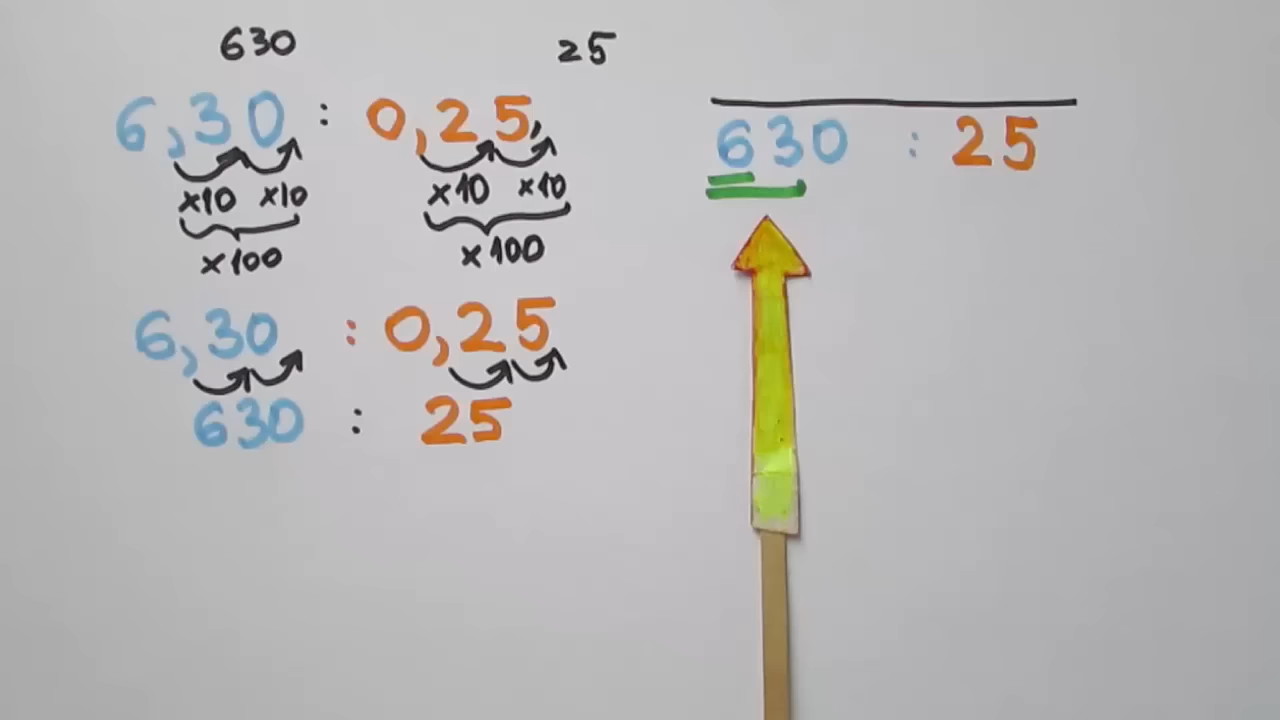 630 25
6,30 : 0,25,
×10 ×10 ×10 ×10
×100 ×100
6,30 : 0,25
630 : 25
630 : 25